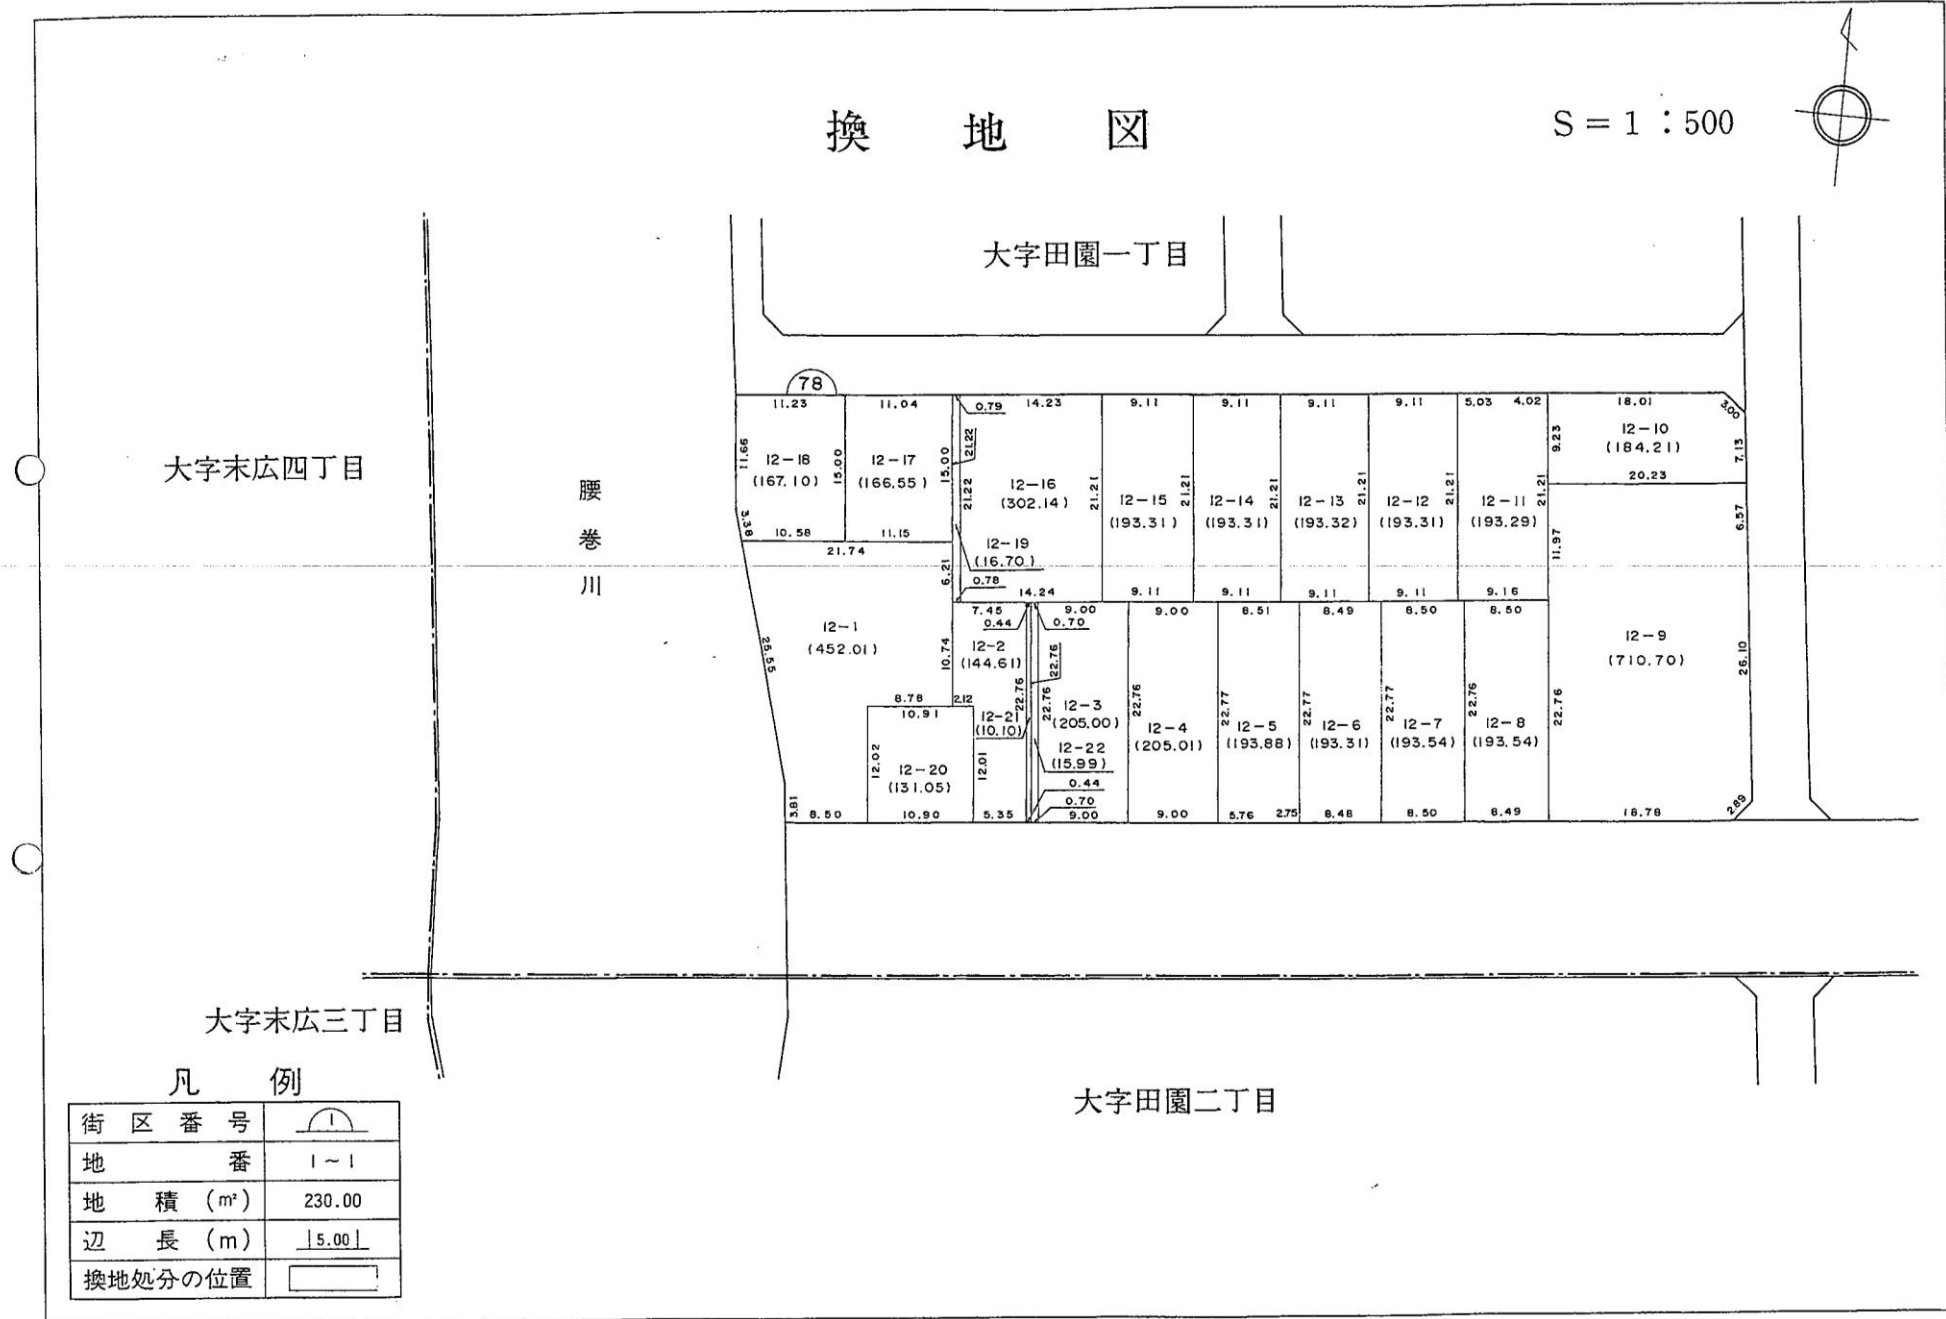 換地図
S = 1 : 500
大字田園一丁目
78
11.23 11.04 0.79 14.23 9.11 9.11 9.11 9.11 5.03 4.02 18.01 3.00
大字末広四丁目
腰巻川
11.99 15.00 15.00 21.22 21.22 21.21 21.21 21.21 21.21 21.21 21.21 9.23 7.13
12-18
(167.10)
12-17
(166.55)
12-16
(302.14)
12-15
(193.31)
12-14
(193.31)
12-13
(193.32)
12-12
(193.31)
12-11
(193.29)
12-10
(184.21)
20.23
3.38 10.58 11.15
21.74
12-19
(16.70)
6.21 0.78 11.97 6.57
14.24 9.11 9.11 9.11 9.11 9.16
7.45 9.00 9.00 8.51 8.49 8.50 8.50
0.44 0.70
12-1
(452.01)
25.55 10.74
12-2
(144.61)
22.76 22.76 22.76 22.76 22.77 22.77 22.77 22.76 22.76 26.10
12-9
(710.70)
8.78 2.12
10.91
12-21
(10.10)
12-3
(205.00)
12-4
(205.01)
12-5
(193.88)
12-6
(193.31)
12-7
(193.54)
12-8
(193.54)
12-22
(15.99)
12.02 12.01
12-20
(131.05)
0.44
0.70
3.81 8.50 10.90 5.35 9.00 9.00 5.76 2.75 8.48 8.50 8.49 18.78 2.89
大字末広三丁目
大字田園二丁目
凡例
街区番号 1
地番 1~1
地積(㎡) 230.00
辺長(m) 15.00
換地処分の位置